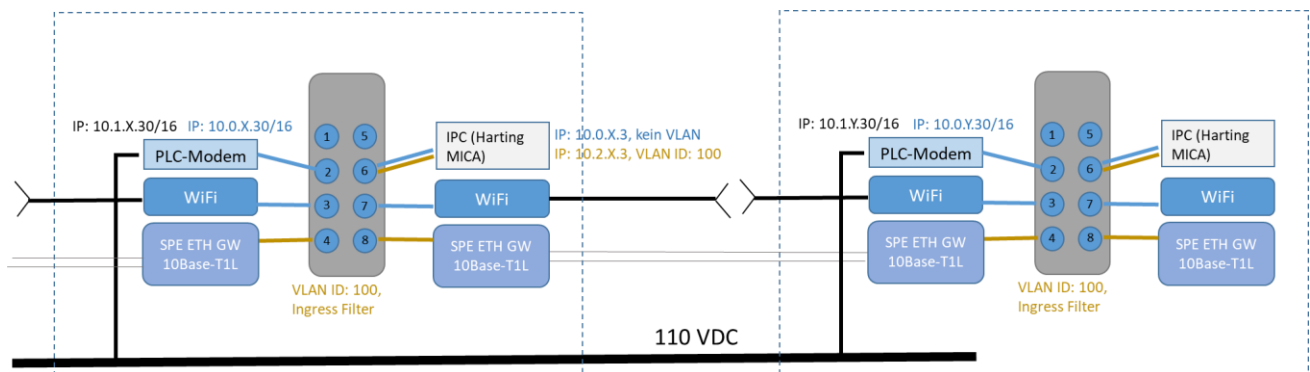 IP: 10.1.X.30/16 IP: 10.0.X.30/16
PLC-Modem
WiFi
SPE ETH GW
10Base-T1L
1 5
2 6
3 7
4 8
VLAN ID: 100,
Ingress Filter
IPC (Harting
MICA)
IP: 10.0.X.3, kein VLAN
IP: 10.2.X.3, VLAN ID: 100
WiFi
SPE ETH GW
10Base-T1L
IP: 10.1.Y.30/16 IP: 10.0.Y.30/16
PLC-Modem
WiFi
SPE ETH GW
10Base-T1L
1 5
2 6
3 7
4 8
VLAN ID: 100,
Ingress Filter
IPC (Harting
MICA)
WiFi
SPE ETH GW
10Base-T1L
110 VDC